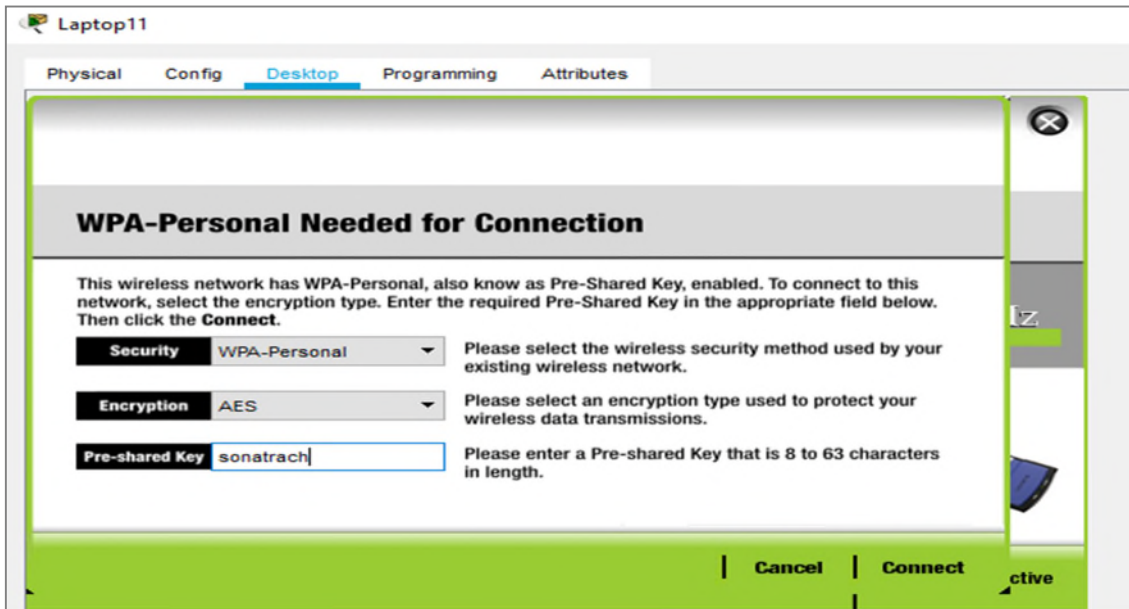 Laptop11
Physical Config Desktop Programming Attributes
WPA-Personal Needed for Connection
This wireless network has WPA-Personal, also know as Pre-Shared Key, enabled. To connect to this
network, select the encryption type. Enter the required Pre-Shared Key in the appropriate field below.
Then click the Connect.
Security WPA-Personal Please select the wireless security method used by your
existing wireless network.
Encryption AES Please select an encryption type used to protect your
wireless data transmissions.
Pre-shared Key sonatrach Please enter a Pre-shared Key that is 8 to 63 characters
in length.
Cancel Connect